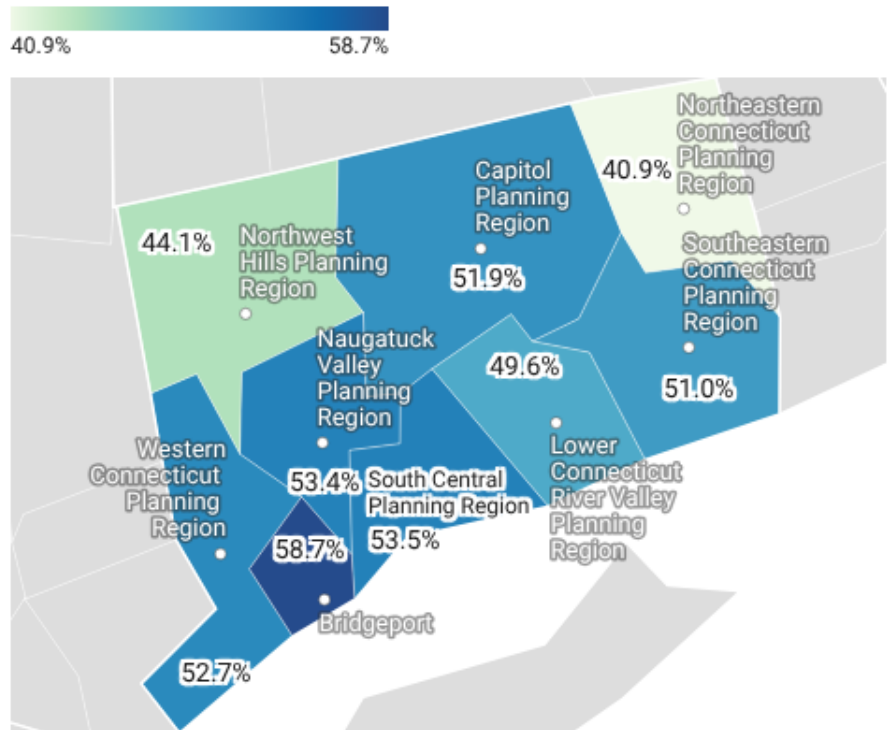 40.9%
58.7%
Northeastern
Connecticut
Planning
Region
40.9%
Capitol
Planning
Region
51.9%
44.1%
Northwest
Hills Planning
Region
Southeastern
Connecticut
Planning
Region
51.0%
Naugatuck
Valley
Planning
Region
53.4%
49.6%
Lower
Connecticut
River Valley
Planning
Region
Western
Connecticut
Planning
Region
South Central
Planning Region
53.5%
58.7%
Bridgeport
52.7%